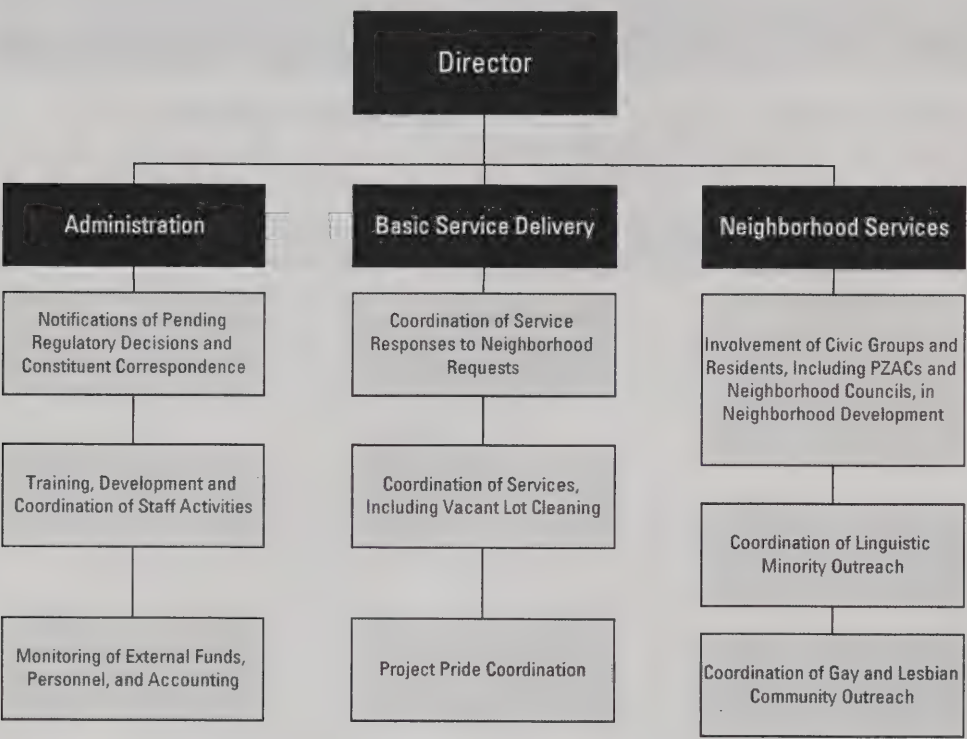 Director
Administration
Basic Service Delivery
Neighborhood Services
Notifications of Pending
Regulatory Decisions and
Constituent Correspondence
Coordination of Service
Responses to Neighborhood
Requests
Involvement of Civic Groups and
Residents, Including PZACs and
Neighborhood Councils, in
Neighborhood Development
Training, Development and
Coordination of Staff Activities
Coordination of Services,
Including Vacant Lot Cleaning
Coordination of Linguistic
Minority Outreach
Monitoring of External Funds,
Personnel, and Accounting
Project Pride Coordination
Coordination of Gay and Lesbian
Community Outreach